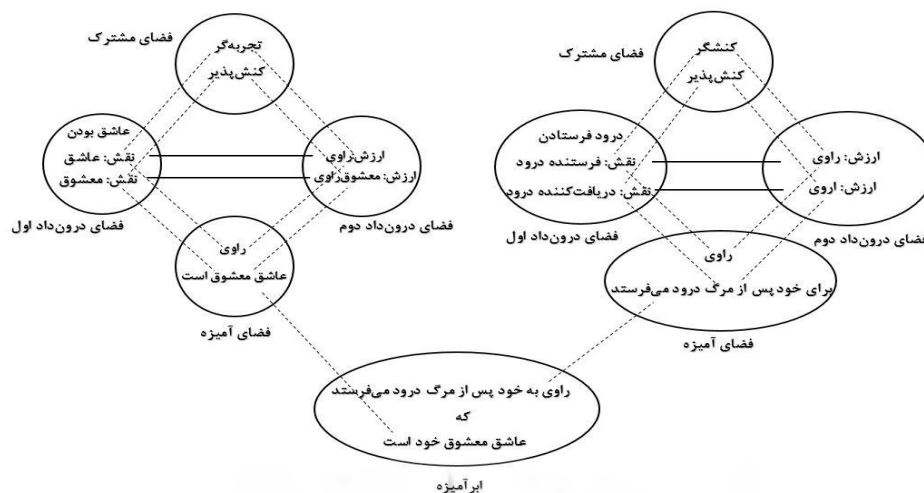 فضای مشترک
کنشگر
کنش‌پذیر
درود فرستادن
نقش: فرستنده درود
نقش: دریافت‌کننده درود
فضای درون‌داد اول
ارزش: راوی
ارزش: اروی
فضای درون‌داد دوم
راوی
برای خود پس از مرگ درود می‌فرستد
فضای آمیزه
فضای مشترک
تجربه‌گر
کنش‌پذیر
عاشق بودن
نقش: عاشق
نقش: معشوق
فضای درون‌داد اول
ارزش:راوی
ارزش: معشوق‌راوی
فضای درون‌داد دوم
راوی
عاشق معشوق است
فضای آمیزه
راوی به خود پس از مرگ درود می‌فرستد
که
عاشق معشوق خود است
ابرآمیزه